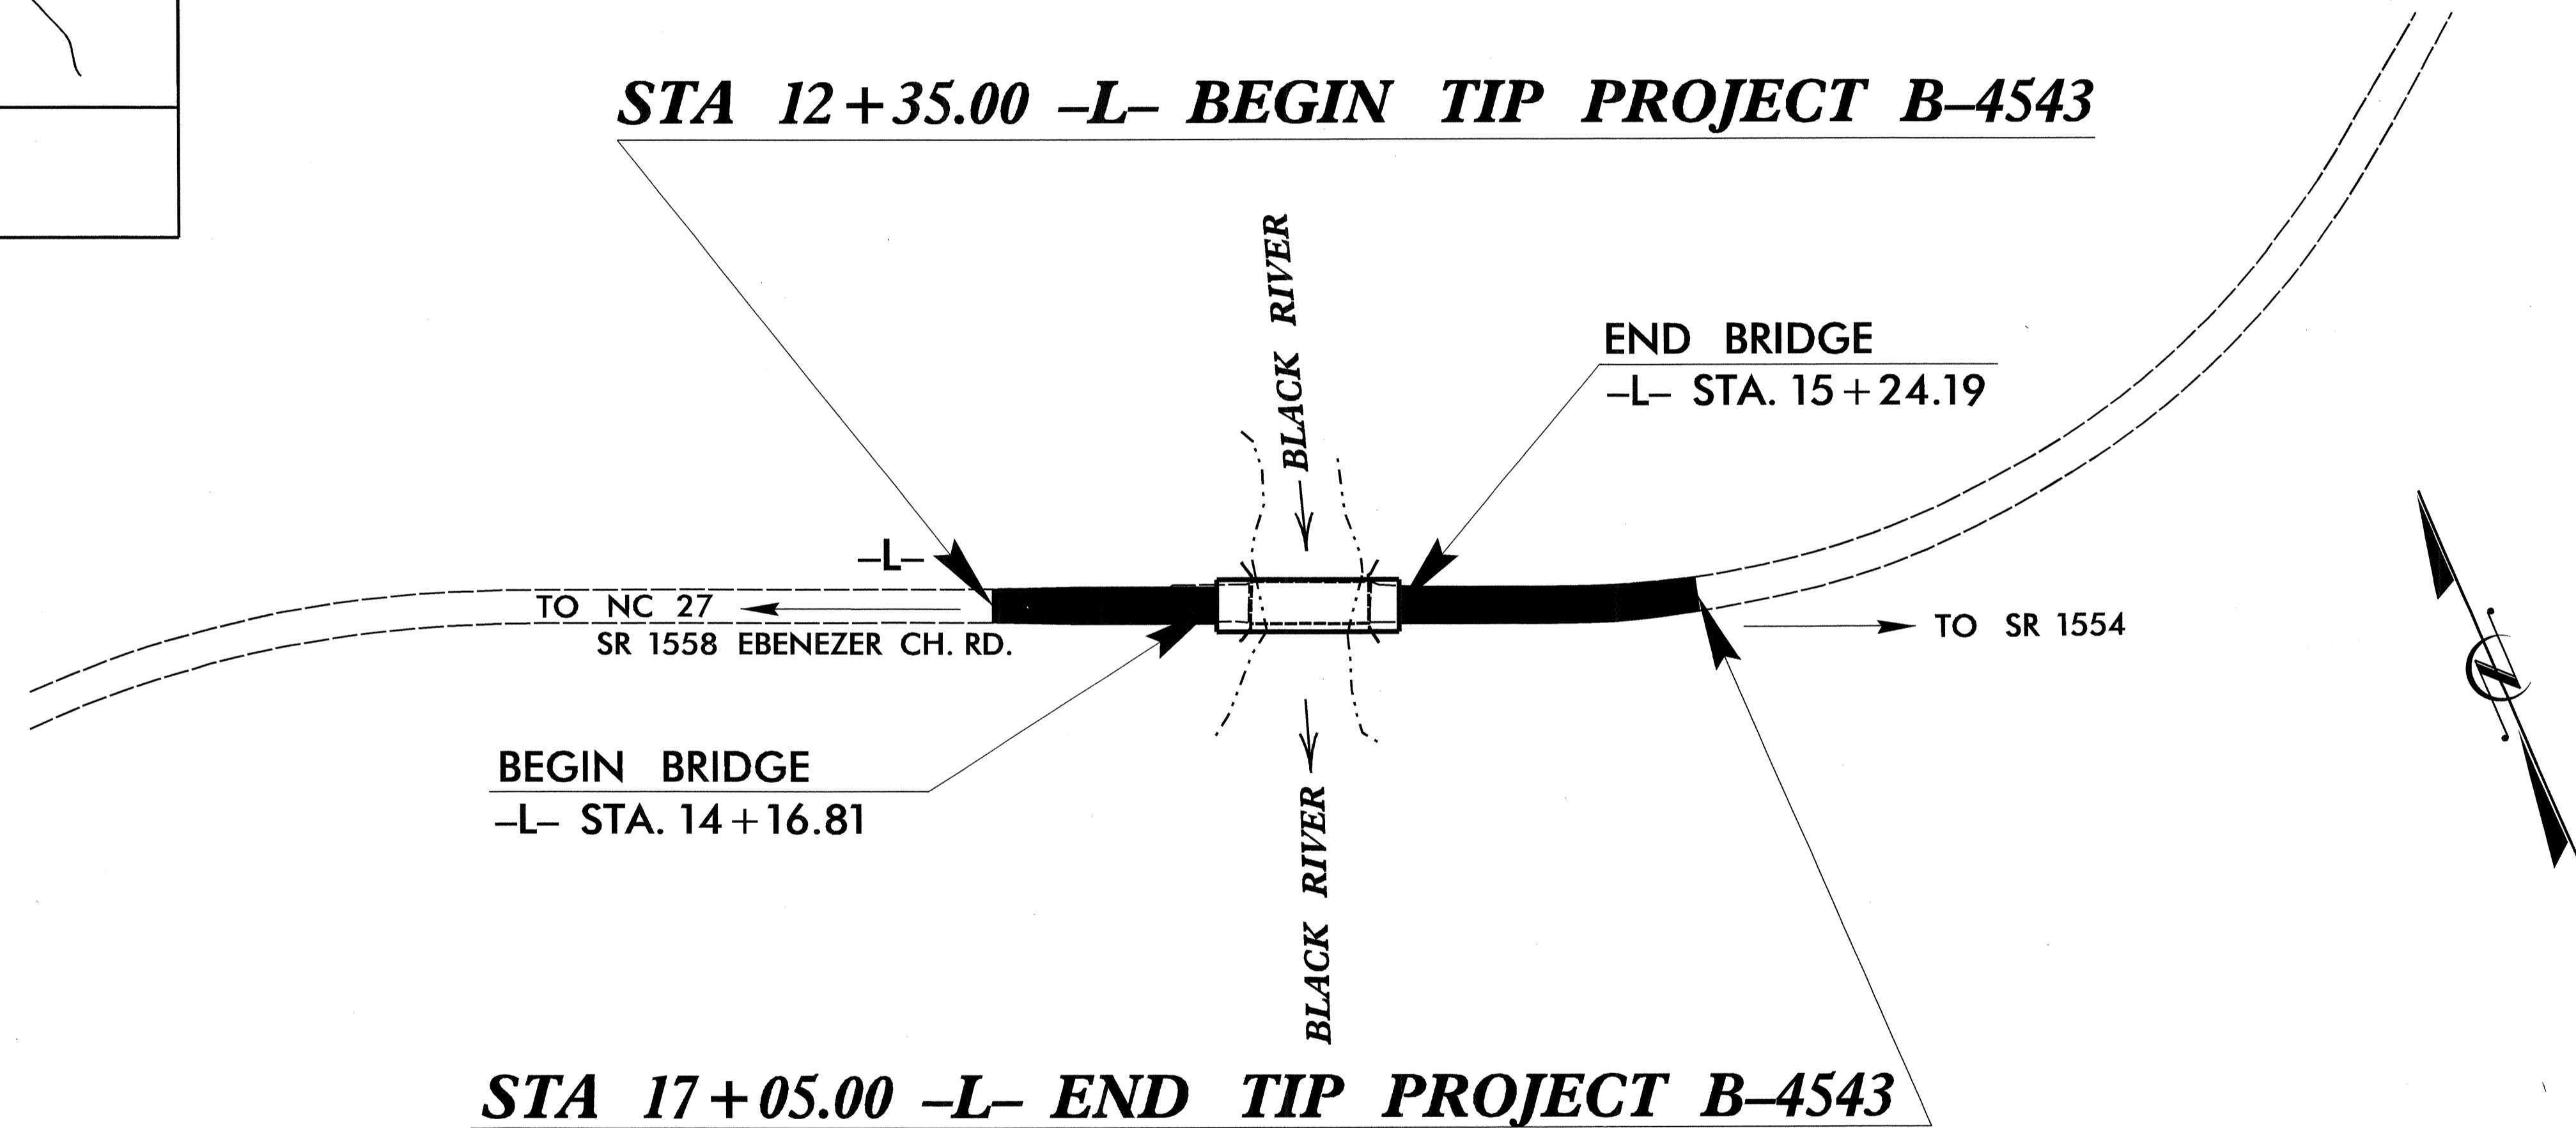 STA 12+35.00 –L– BEGIN TIP PROJECT B–4543
BLACK RIVER
END BRIDGE
–L– STA. 15+24.19
–L–
TO NC 27
SR 1558 EBENEZER CH. RD.
TO SR 1554
N
BEGIN BRIDGE
–L– STA. 14+16.81
BLACK RIVER
STA 17+05.00 –L– END TIP PROJECT B–4543